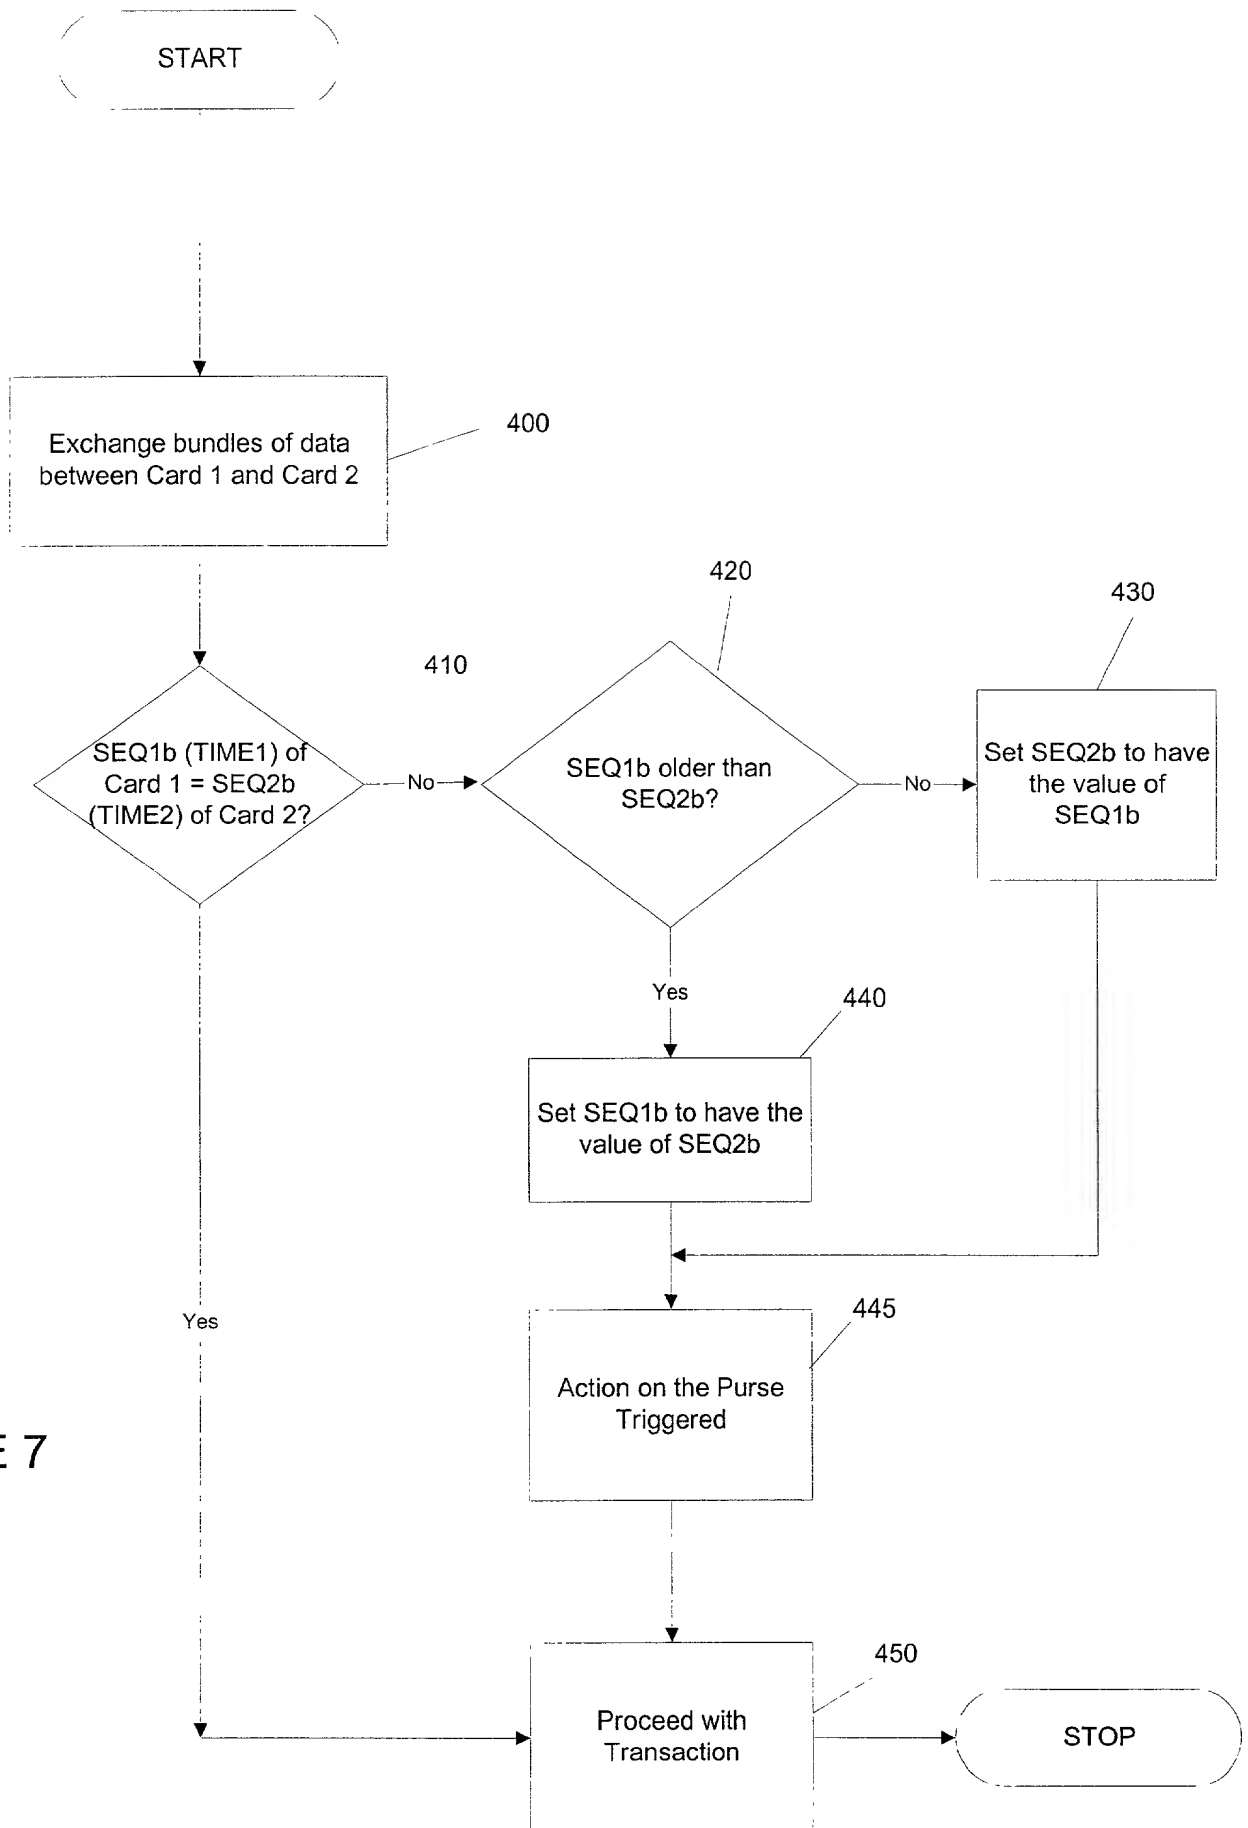 START
Exchange bundles of data
between Card 1 and Card 2
400
420
430
410
SEQ1b (TIME1) of
Card 1 = SEQ2b
(TIME2) of Card 2?
No
SEQ1b older than
SEQ2b?
No
Set SEQ2b to have
the value of
SEQ1b
Yes
440
Set SEQ1b to have the
value of SEQ2b
Yes
445
Action on the Purse
Triggered
E 7
450
Proceed with
Transaction
STOP